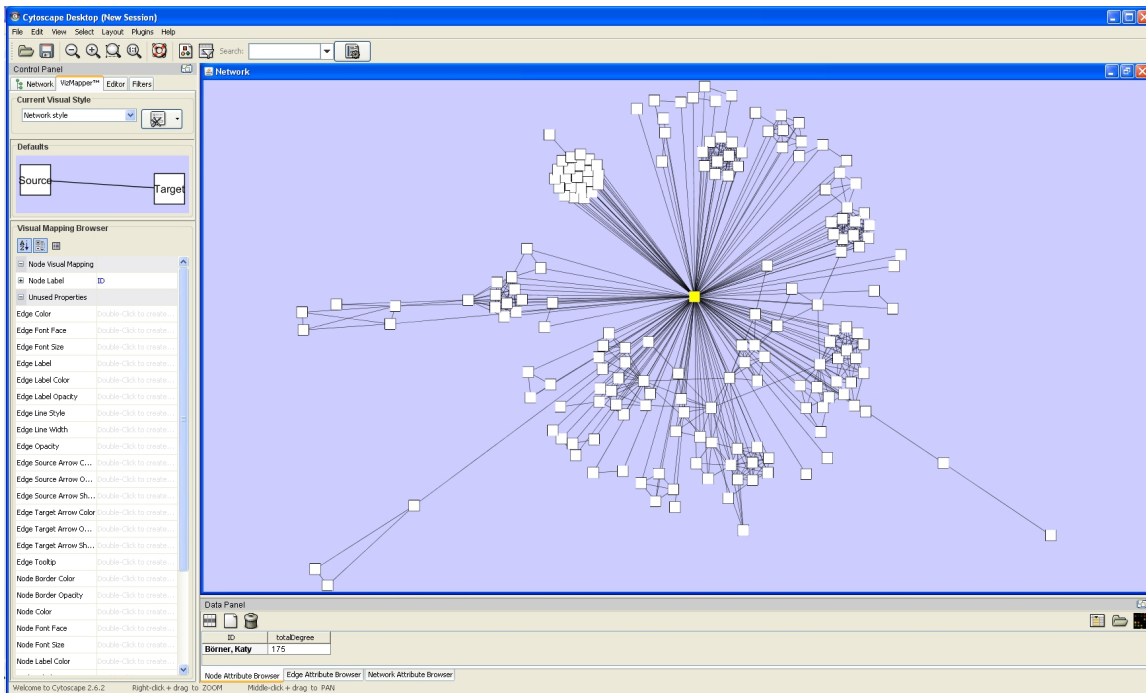 Cytoscape Desktop (New Session)
File Edit View Select Layout Plugins Help
Search:
Control Panel
Network VizMapper™ Editor Filters
Current Visual Style
Network style
Defaults
Source Target
Visual Mapping Browser
Node Visual Mapping
Node Label ID
Unused Properties
Edge Color Double-Click to create...
Edge Font Face Double-Click to create...
Edge Font Size Double-Click to create...
Edge Label Double-Click to create...
Edge Label Color Double-Click to create...
Edge Label Opacity Double-Click to create...
Edge Line Style Double-Click to create...
Edge Line Width Double-Click to create...
Edge Opacity Double-Click to create...
Edge Source Arrow C... Double-Click to create...
Edge Source Arrow O... Double-Click to create...
Edge Source Arrow Sh... Double-Click to create...
Edge Target Arrow Color Double-Click to create...
Edge Target Arrow O... Double-Click to create...
Edge Target Arrow Sh... Double-Click to create...
Edge Tooltip Double-Click to create...
Node Border Color Double-Click to create...
Node Border Opacity Double-Click to create...
Node Color Double-Click to create...
Node Font Face Double-Click to create...
Node Font Size Double-Click to create...
Node Label Color Double-Click to create...
Network
Data Panel
ID totalDegree
Börner, Katy 175
Node Attribute Browser Edge Attribute Browser Network Attribute Browser
Welcome to Cytoscape 2.6.2 Right-click + drag to ZOOM Middle-click + drag to PAN